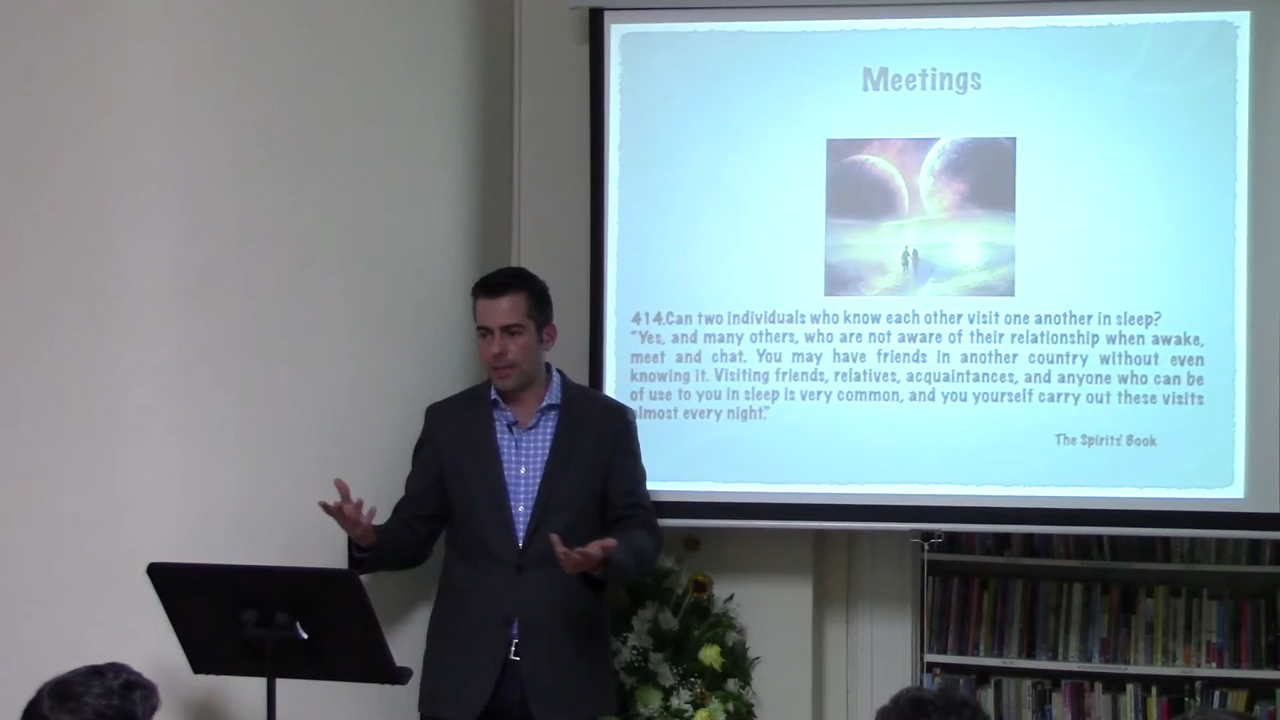 Meetings
414.Can two individuals who know each other visit one another in sleep?
"Yes, and many others, who are not aware of their relationship when awake,
meet and chat. You may have friends in another country without even
knowing it. Visiting friends, relatives, acquaintances, and anyone who can be
of use to you in sleep is very common, and you yourself carry out these visits
almost every night."
The Spirits' Book